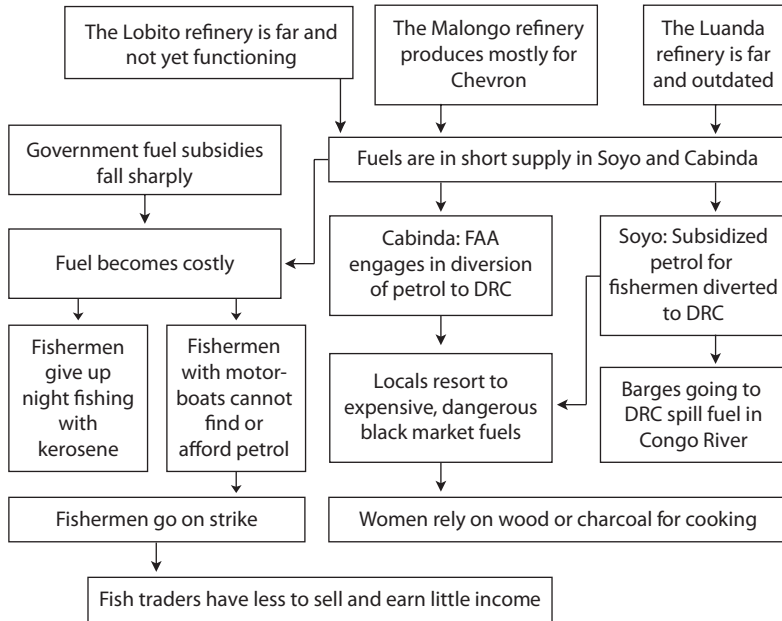 The Lobito refinery is far and
not yet functioning
The Malongo refinery
produces mostly for
Chevron
The Luanda
refinery is far
and outdated
Government fuel subsidies
fall sharply
Fuels are in short supply in Soyo and Cabinda
Fuel becomes costly
Cabinda: FAA
engages in diversion
of petrol to DRC
Soyo: Subsidized
petrol for
fishermen diverted
to DRC
Fishermen
give up
night fishing
with
kerosene
Fishermen
with motor-
boats cannot
find or
afford petrol
Locals resort to
expensive, dangerous
black market fuels
Barges going to
DRC spill fuel in
Congo River
Fishermen go on strike
Women rely on wood or charcoal for cooking
Fish traders have less to sell and earn little income